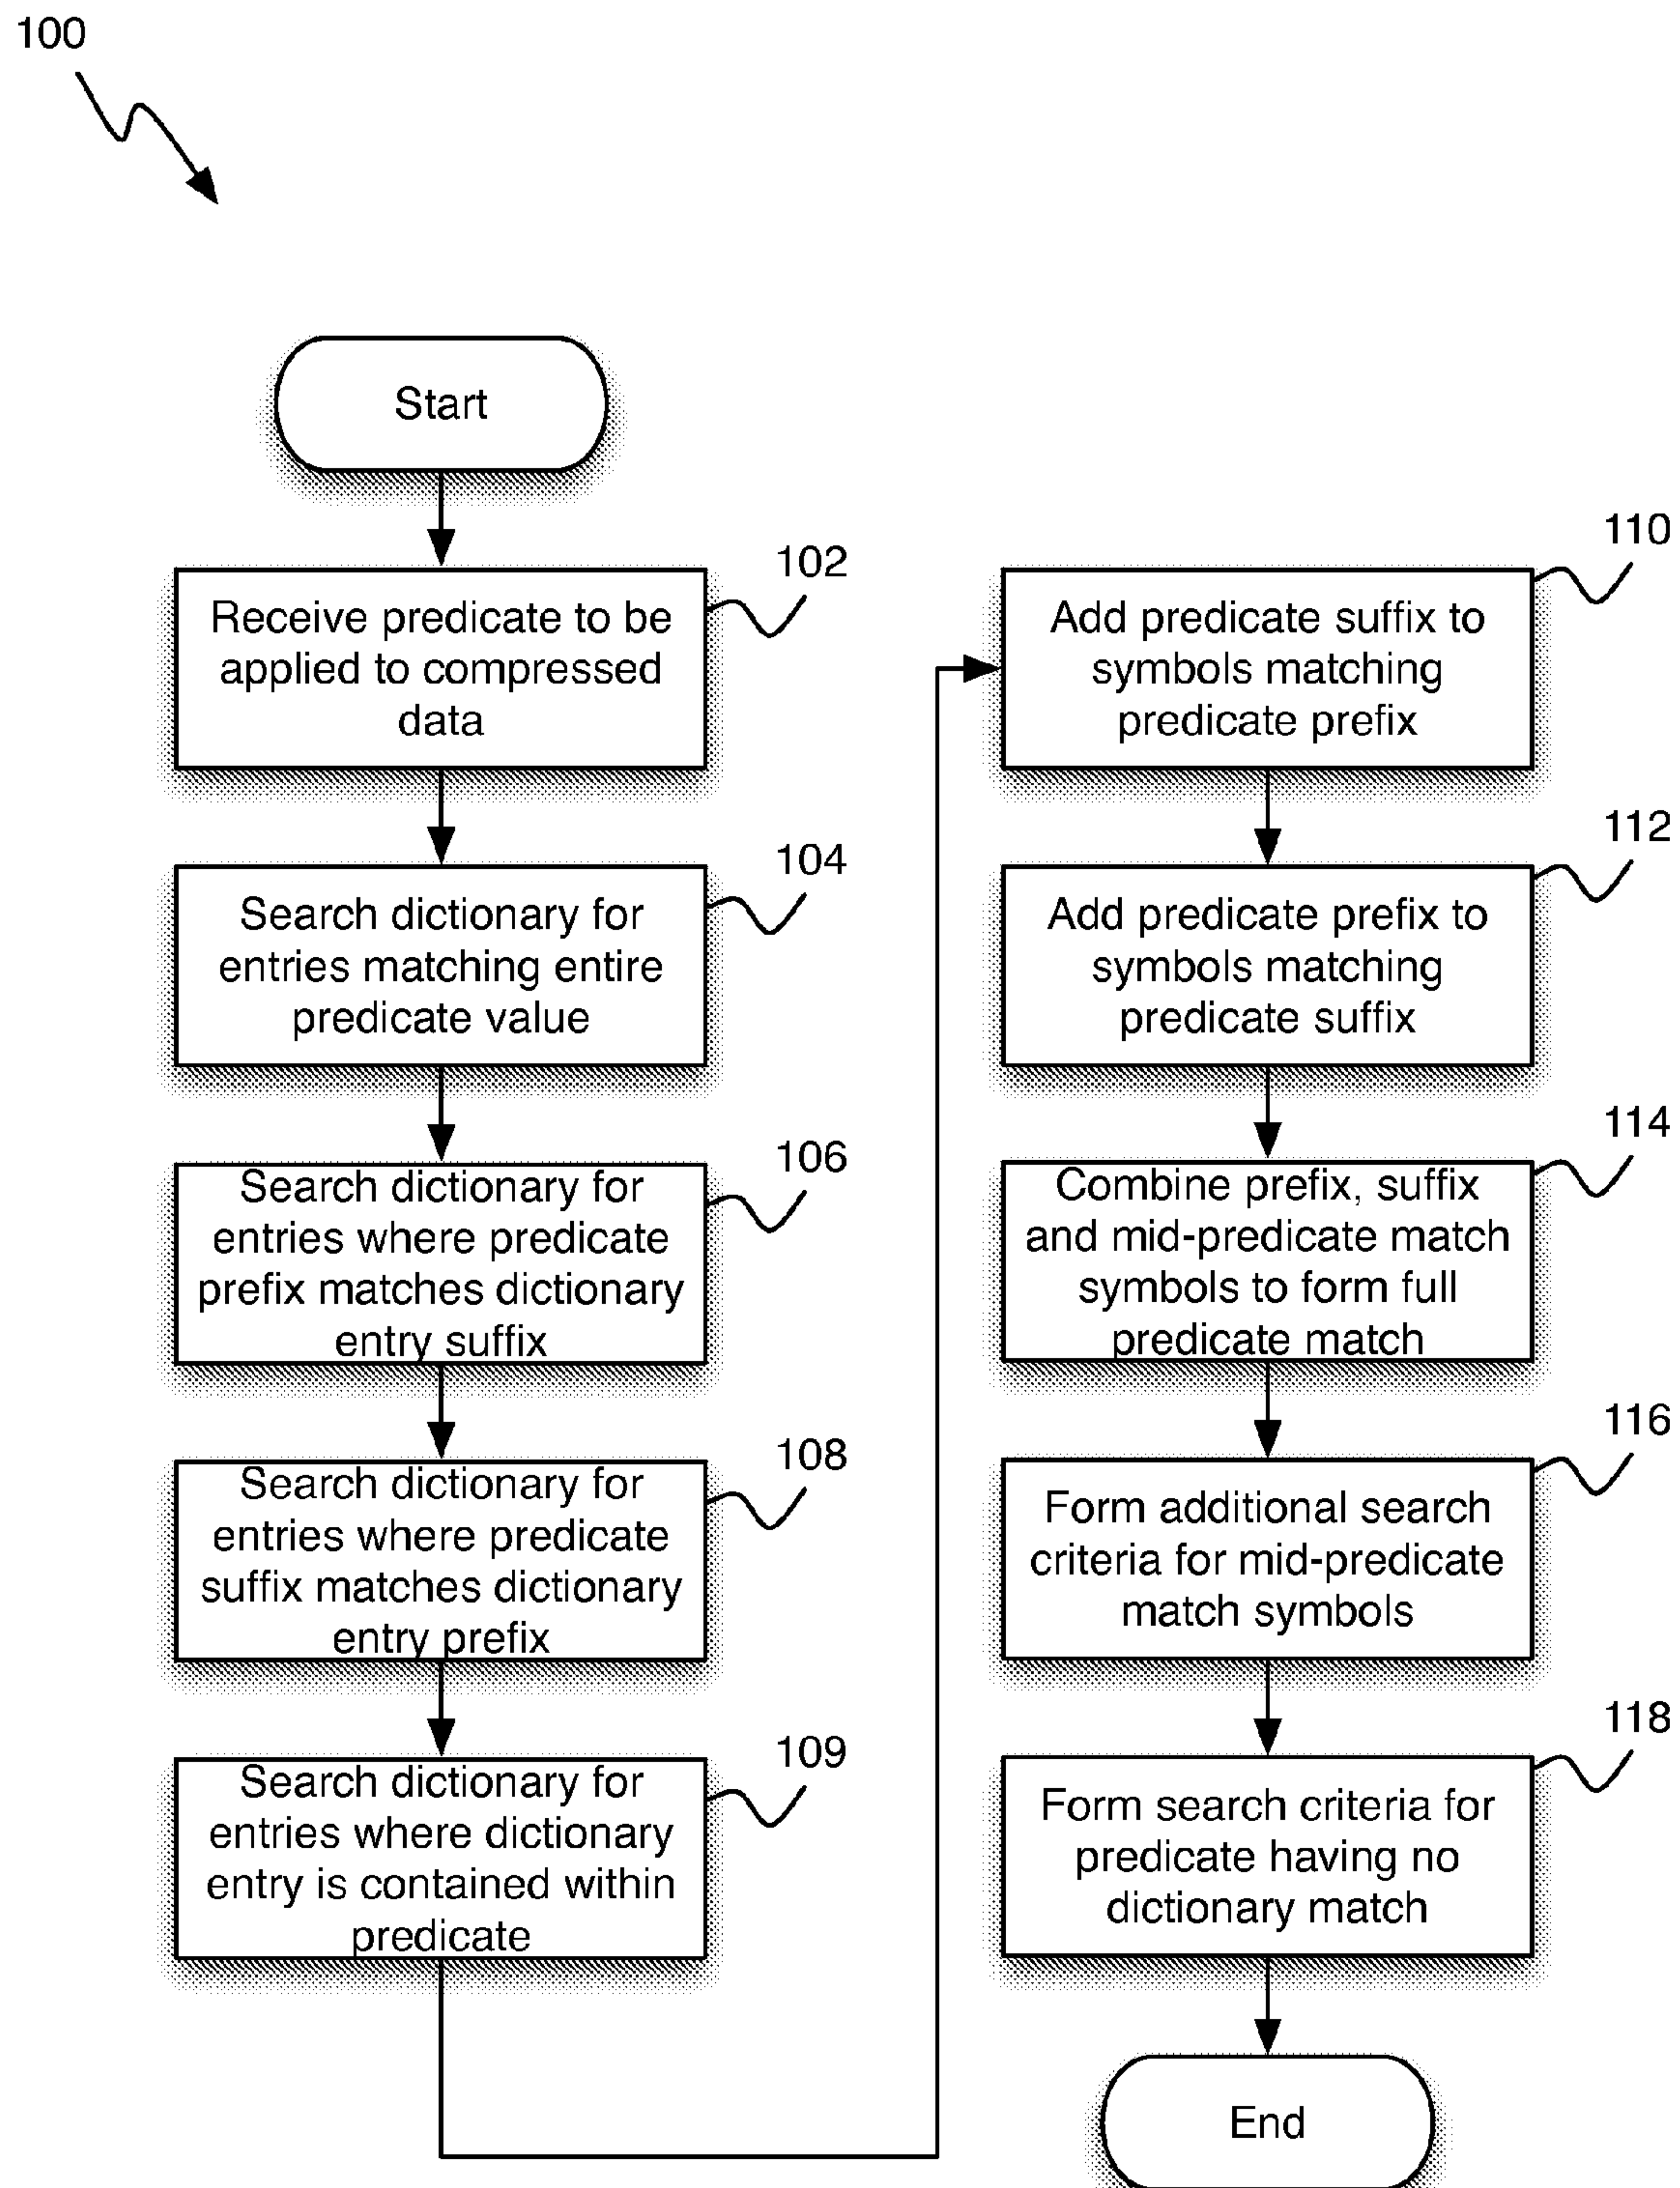 100
Start
102
Receive predicate to be
applied to compressed
data
104
Search dictionary for
entries matching entire
predicate value
106
Search dictionary for
entries where predicate
prefix matches dictionary
entry suffix
108
Search dictionary for
entries where predicate
suffix matches dictionary
entry prefix
109
Search dictionary for
entries where dictionary
entry is contained within
predicate
110
Add predicate suffix to
symbols matching
predicate prefix
112
Add predicate prefix to
symbols matching
predicate suffix
114
Combine prefix, suffix
and mid-predicate match
symbols to form full
predicate match
116
Form additional search
criteria for mid-predicate
match symbols
118
Form search criteria for
predicate having no
dictionary match
End